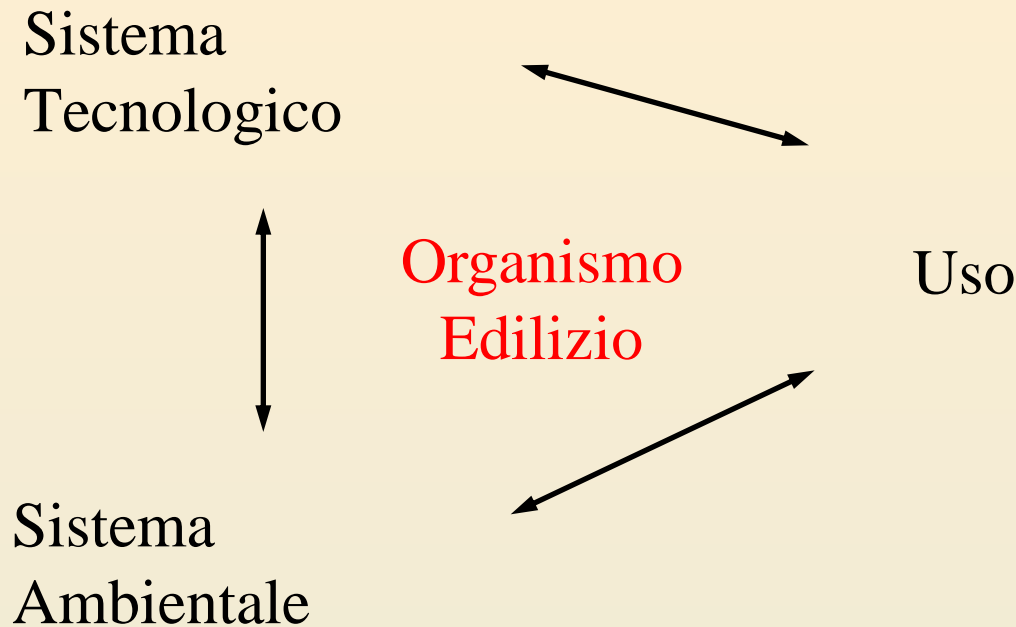 Sistema
Tecnologico
Organismo
Edilizio
Uso
Sistema
Ambientale